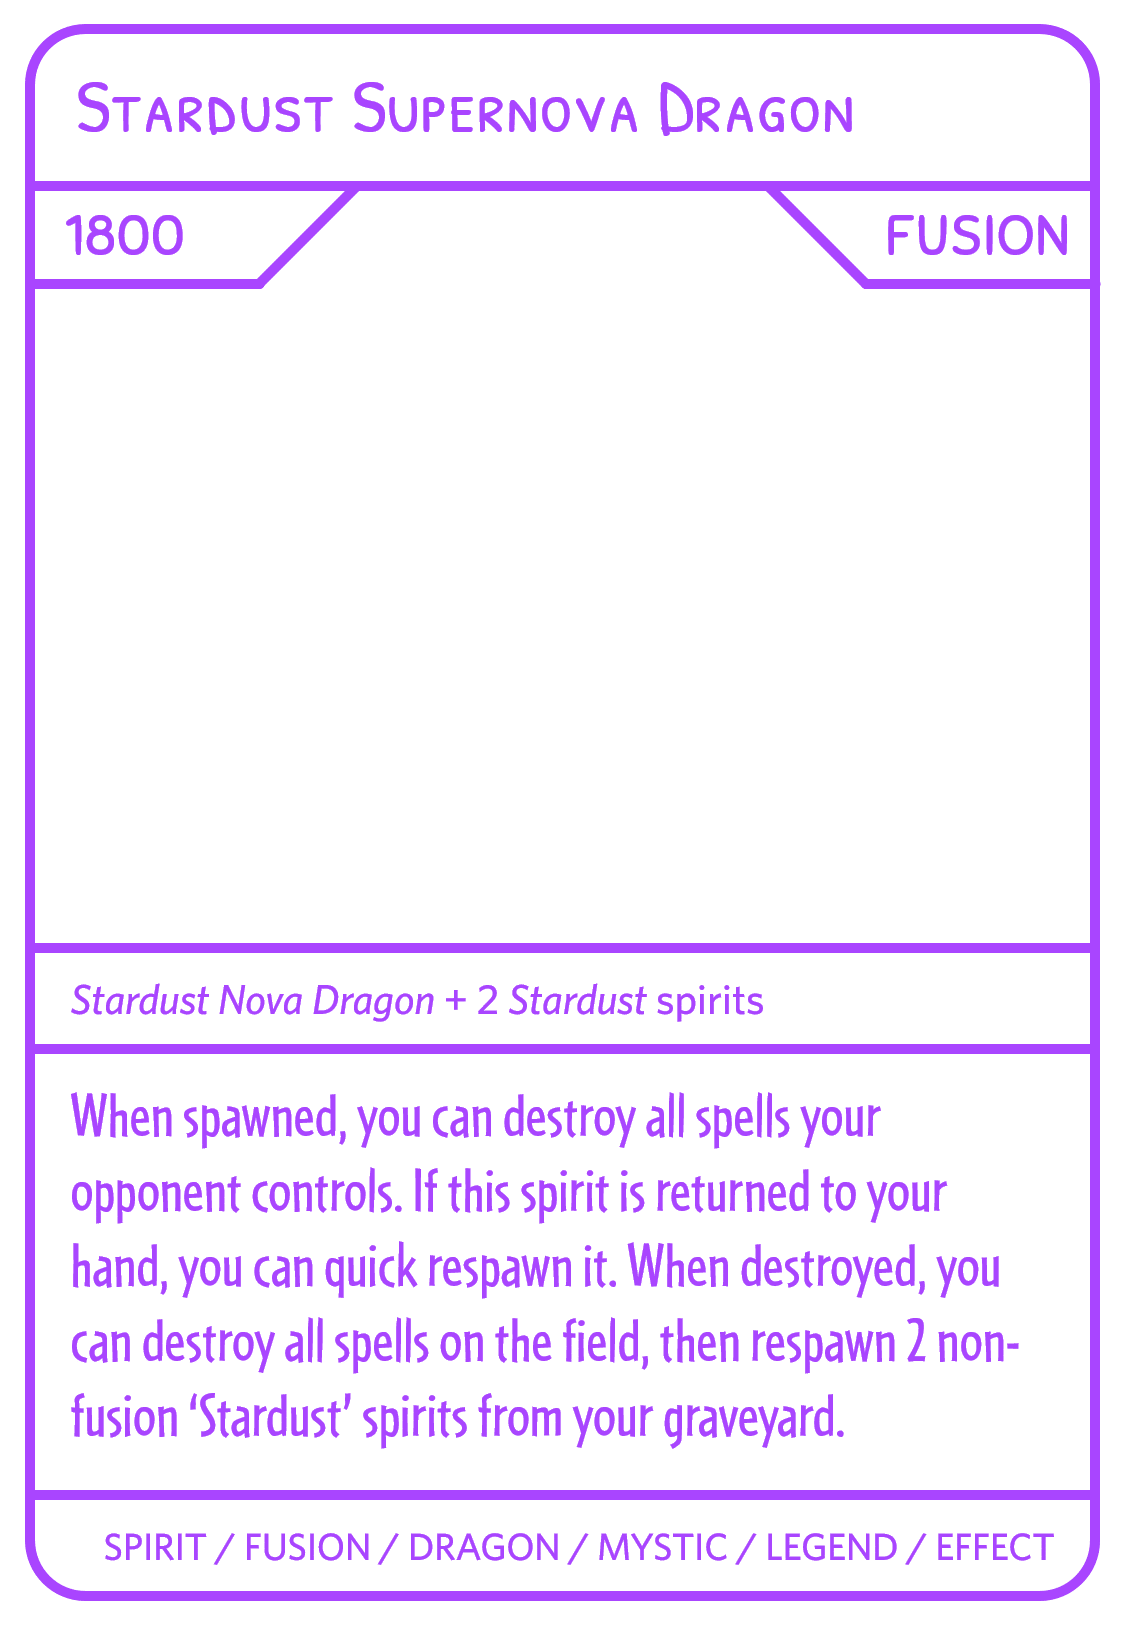 Stardust Supernova Dragon
1800
FUSION
Stardust Nova Dragon + 2 Stardust spirits
When spawned, you can destroy all spells your
opponent controls. If this spirit is returned to your
hand, you can quick respawn it. When destroyed, you
can destroy all spells on the field, then respawn 2 non-
fusion ‘Stardust’ spirits from your graveyard.
SPIRIT / FUSION / DRAGON / MYSTIC / LEGEND / EFFECT